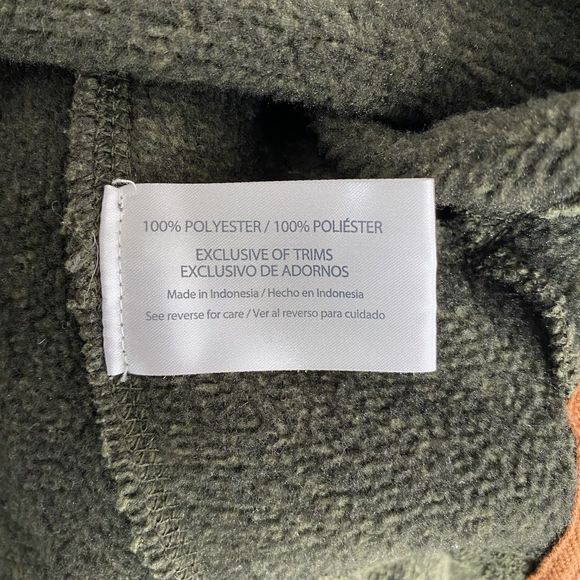 100% POLYESTER / 100% POLIÉSTER
EXCLUSIVE OF TRIMS
EXCLUSIVO DE ADORNOS
Made in Indonesia / Hecho en Indonesia
See reverse for care / Ver al reverso para cuidado